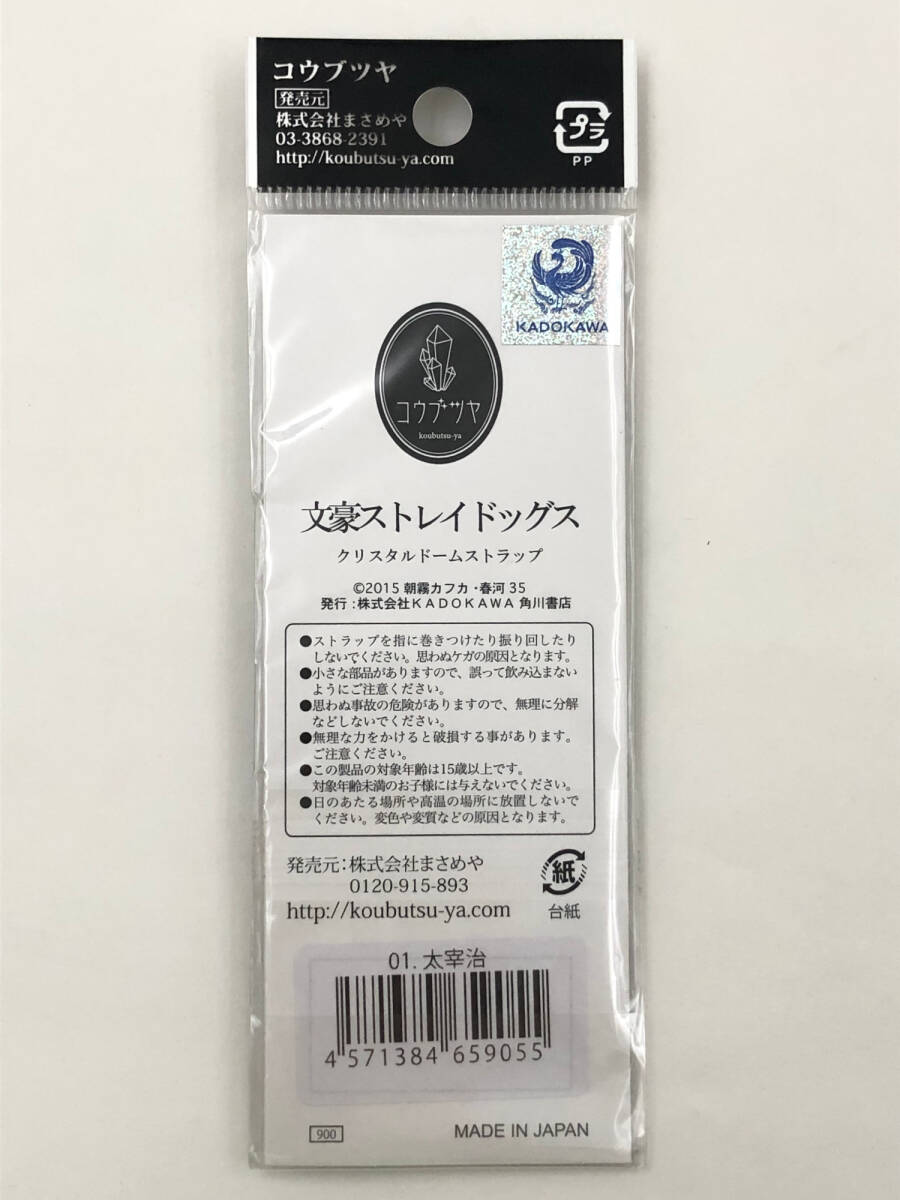 コウブツヤ
発売元
株式会社まさめや
03-3868-2391
http://koubutsu-ya.com
プラ
PP
KADOKAWA
コウブツヤ
koubutsu-ya
文豪ストレイドッグス
クリスタルドームストラップ
©2015 朝霧カフカ・春河35
発行:株式会社KADOKAWA 角川書店
●ストラップを指に巻きつけたり振り回したり
しないでください。思わぬケガの原因となります。
●小さな部品がありますので、誤って飲み込まない
ようにご注意ください。
●思わぬ事故の危険がありますので、無理に分解
などしないでください。
●無理な力をかけると破損する事があります。
ご注意ください。
●この製品の対象年齢は15歳以上です。
対象年齢未満のお子様には与えないでください。
●日のあたる場所や高温の場所に放置しないで
ください。変色や変質などの原因となります。
発売元:株式会社まさめや
0120-915-893
http://koubutsu-ya.com
紙
台紙
01.太宰治
4 571384 659055
900
MADE IN JAPAN